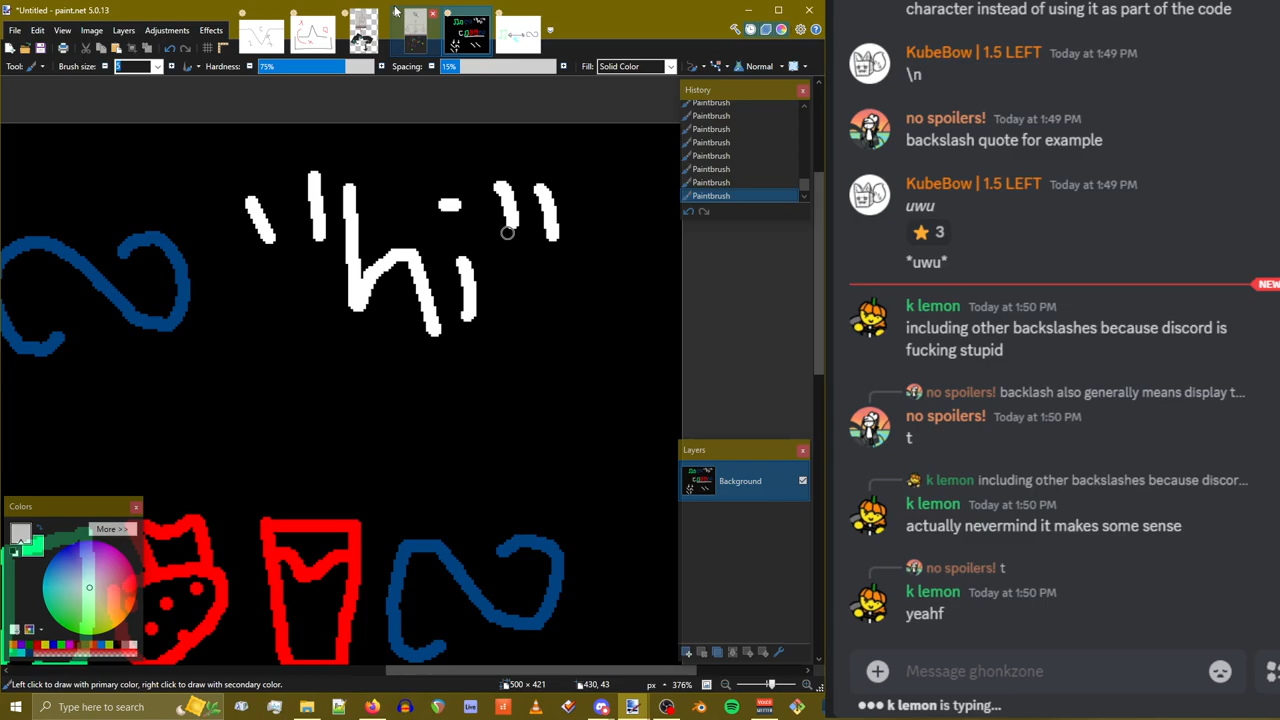 *Untitled - paint.net 5.0.13
File Edit View Image Layers Adjustments Effects
Tool: Brush size: 5 Hardness: 75% Spacing: 15% Fill: Solid Color Normal
History
Paintbrush
Paintbrush
Paintbrush
Paintbrush
Paintbrush
Paintbrush
Paintbrush
Paintbrush
"hi"
Layers
Background
Colors
More >>
Left click to draw with primary color, right click to draw with secondary color.
500 × 421
430, 43
px
376%
Type here to search
character instead of using it as part of the code
KubeBow | 1.5 LEFT Today at 1:49 PM
\n
no spoilers! Today at 1:49 PM
backslash quote for example
KubeBow | 1.5 LEFT Today at 1:49 PM
uwu
3
*uwu*
NEW
k lemon Today at 1:50 PM
including other backslashes because discord is
fucking stupid
no spoilers! backlash also generally means display t...
no spoilers! Today at 1:50 PM
t
k lemon including other backslashes because discor...
k lemon Today at 1:50 PM
actually nevermind it makes some sense
no spoilers! t
k lemon Today at 1:50 PM
yeahf
Message ghonkzone
k lemon is typing...